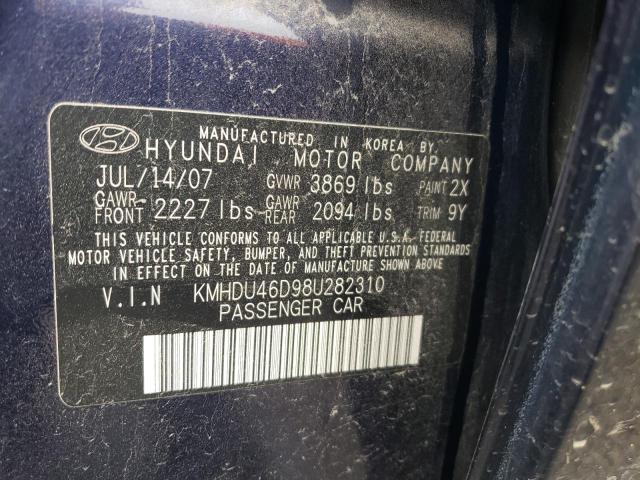 MANUFACTURED IN KOREA BY.
HYUNDAI MOTOR COMPANY
JUL/14/07 GVWR 3869 lbs PAINT 2X
GAWR- FRONT 2227 lbs GAWR REAR 2094 lbs TRIM 9Y
THIS VEHICLE CONFORMS TO ALL APPLICABLE U.S.A. FEDERAL
MOTOR VEHICLE SAFETY, BUMPER, AND THEFT PREVENTION STANDARDS
IN EFFECT ON THE DATE OF MANUFACTURE SHOWN ABOVE
V.I.N KMHDU46D98U282310
PASSENGER CAR